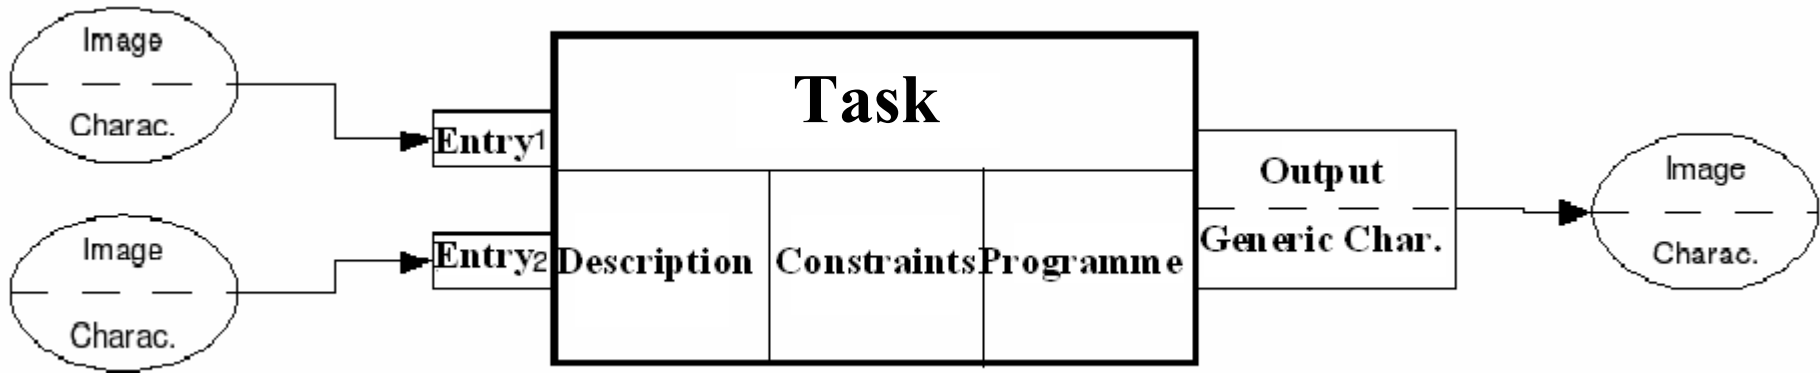 Image
Charac.
Entry1
Image
Charac.
Entry2
Task
Description
Constraints
Programme
Output
Generic Char.
Image
Charac.